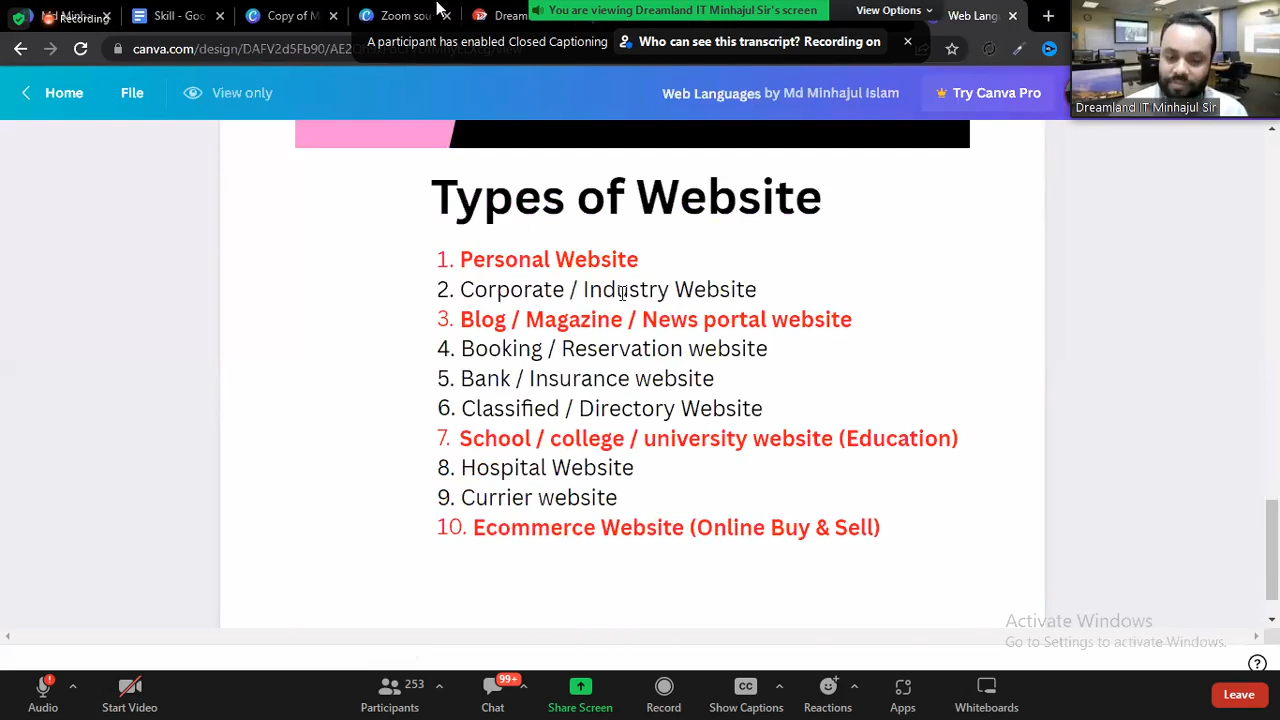 Recording
Skill - Goo
Copy of M
Zoom sou
Dream
You are viewing Dreamland IT Minhajul Sir's screen
View Options
Web Lang
A participant has enabled Closed Captioning
Who can see this transcript? Recording on
canva.com/design/DAFV2d5Fb90/AE2
Home
File
View only
Web Languages by Md Minhajul Islam
Try Canva Pro
Dreamland IT Minhajul Sir
Types of Website
1. Personal Website
2. Corporate / Industry Website
3. Blog / Magazine / News portal website
4. Booking / Reservation website
5. Bank / Insurance website
6. Classified / Directory Website
7. School / college / university website (Education)
8. Hospital Website
9. Currier website
10. Ecommerce Website (Online Buy & Sell)
Activate Windows
Go to Settings to activate Windows.
253
99+
CC
Audio
Start Video
Participants
Chat
Share Screen
Record
Show Captions
Reactions
Apps
Whiteboards
Leave